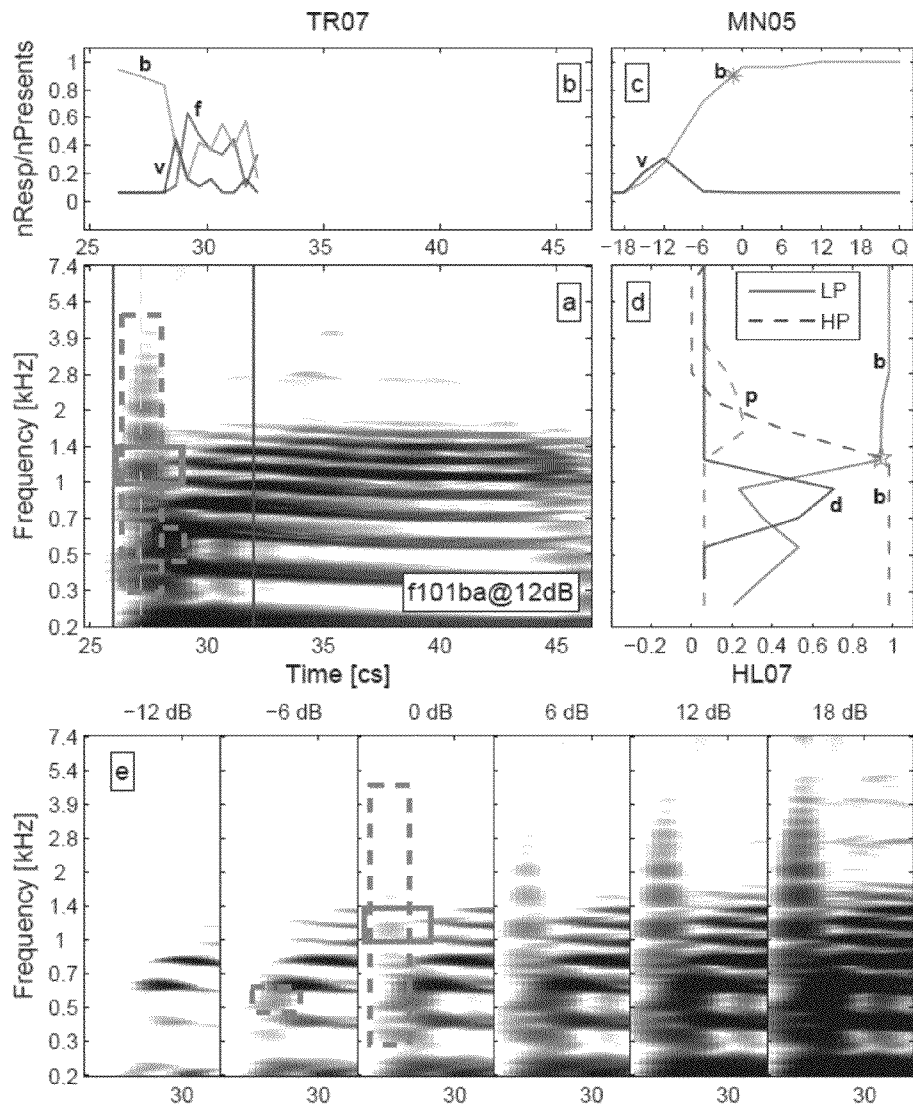 TR07 MN05
nResp/nPresents
1
0.8
0.6
0.4
0.2
0
b
v
f
b
25 30 35 40 45
b
v
c
−18 −12 −6 0 6 12 18 Q
Frequency [kHz]
7.4
5.4
3.9
2.8
2
1.4
1
0.7
0.5
0.3
0.2
a
f101ba@12dB
25 30 35 40 45
Time [cs]
d
LP
HP
b
p
b
d
−0.2 0 0.2 0.4 0.6 0.8 1
HL07
−12 dB −6 dB 0 dB 6 dB 12 dB 18 dB
Frequency [kHz]
7.4
5.4
3.9
2.8
2
1.4
1
0.7
0.5
0.3
0.2
e
30 30 30 30 30 30